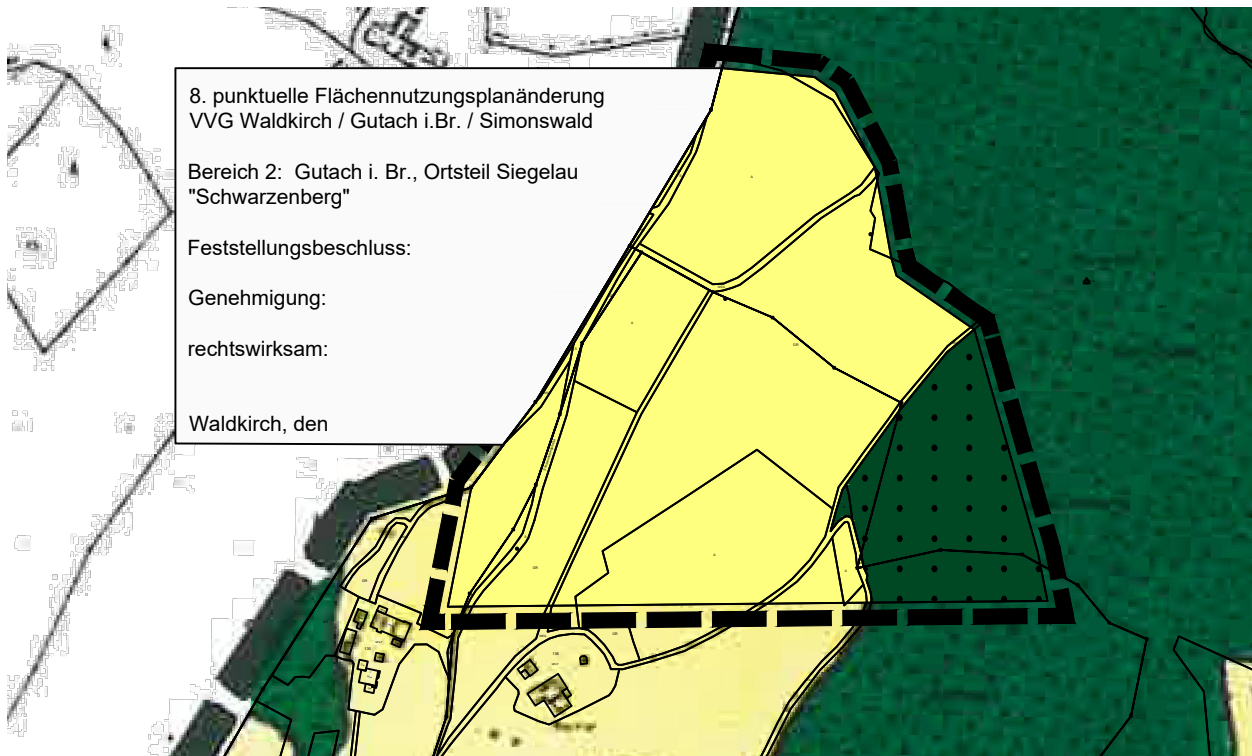 8. punktuelle Flächennutzungsplanänderung
VVG Waldkirch / Gutach i.Br. / Simonswald
Bereich 2: Gutach i. Br., Ortsteil Siegelau
"Schwarzenberg"
Feststellungsbeschluss:
Genehmigung:
rechtswirksam:
Waldkirch, den